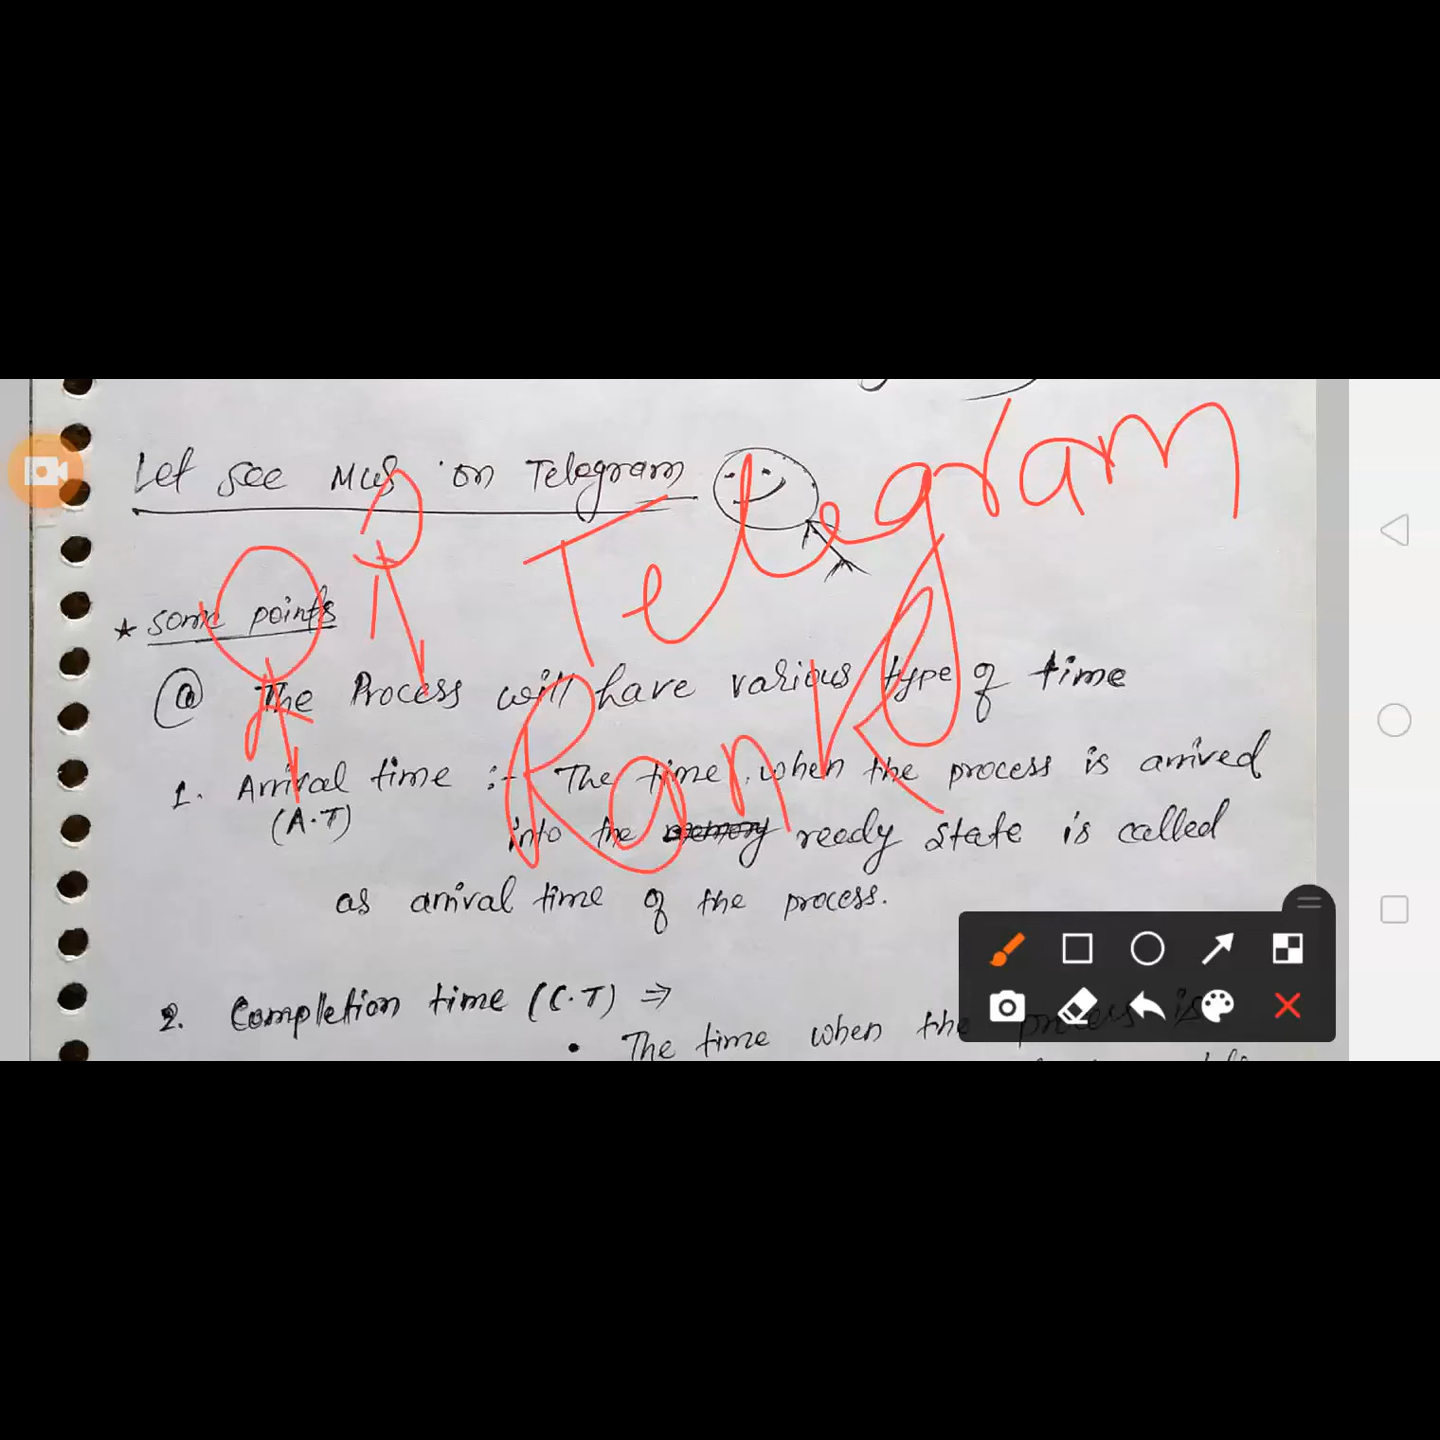 Let see MCQ on Telegram
Telegram
★ some points
@ The Process will have various type of time
Rank
1. Arrival time :- The time when the process is arrived
(A.T)
into the memory ready state is called
as arrival time of the process.
2. Completion time (C.T) ⇒
• The time when the process is